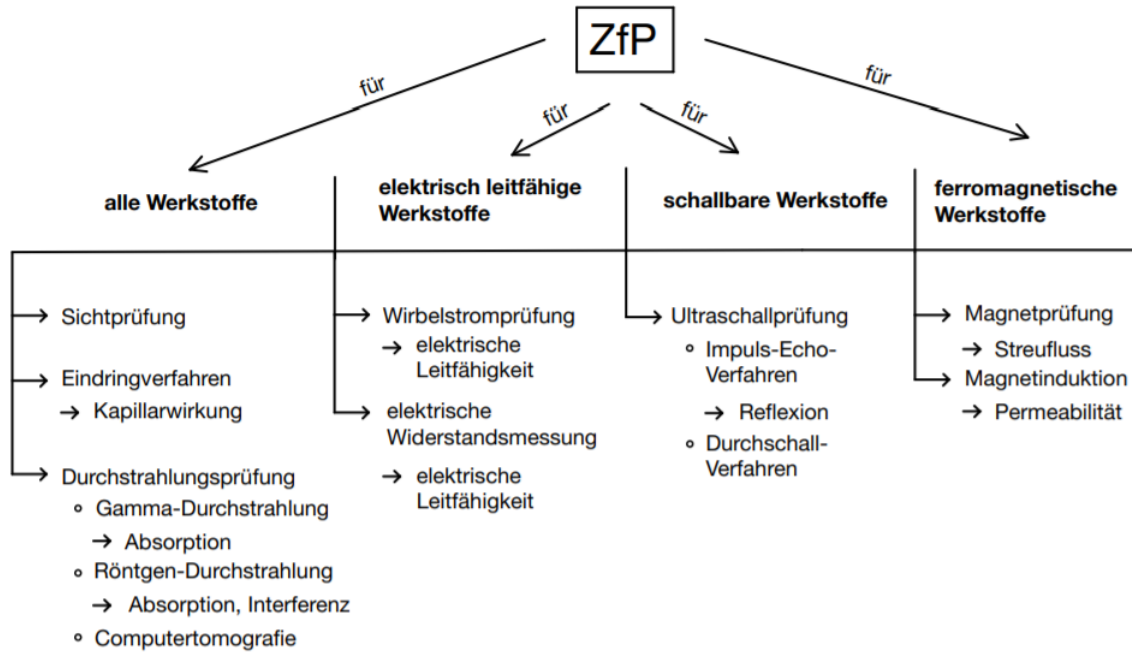 ZfP
für
für
für
für
alle Werkstoffe
elektrisch leitfähige
Werkstoffe
schallbare Werkstoffe
ferromagnetische
Werkstoffe
→ Sichtprüfung
→ Eindringverfahren
→ Kapillarwirkung
→ Durchstrahlungsprüfung
∘ Gamma-Durchstrahlung
→ Absorption
∘ Röntgen-Durchstrahlung
→ Absorption, Interferenz
∘ Computertomografie
→ Wirbelstromprüfung
→ elektrische
Leitfähigkeit
→ elektrische
Widerstandsmessung
→ elektrische
Leitfähigkeit
→ Ultraschallprüfung
∘ Impuls-Echo-
Verfahren
→ Reflexion
∘ Durchschall-
Verfahren
→ Magnetprüfung
→ Streufluss
→ Magnetinduktion
→ Permeabilität